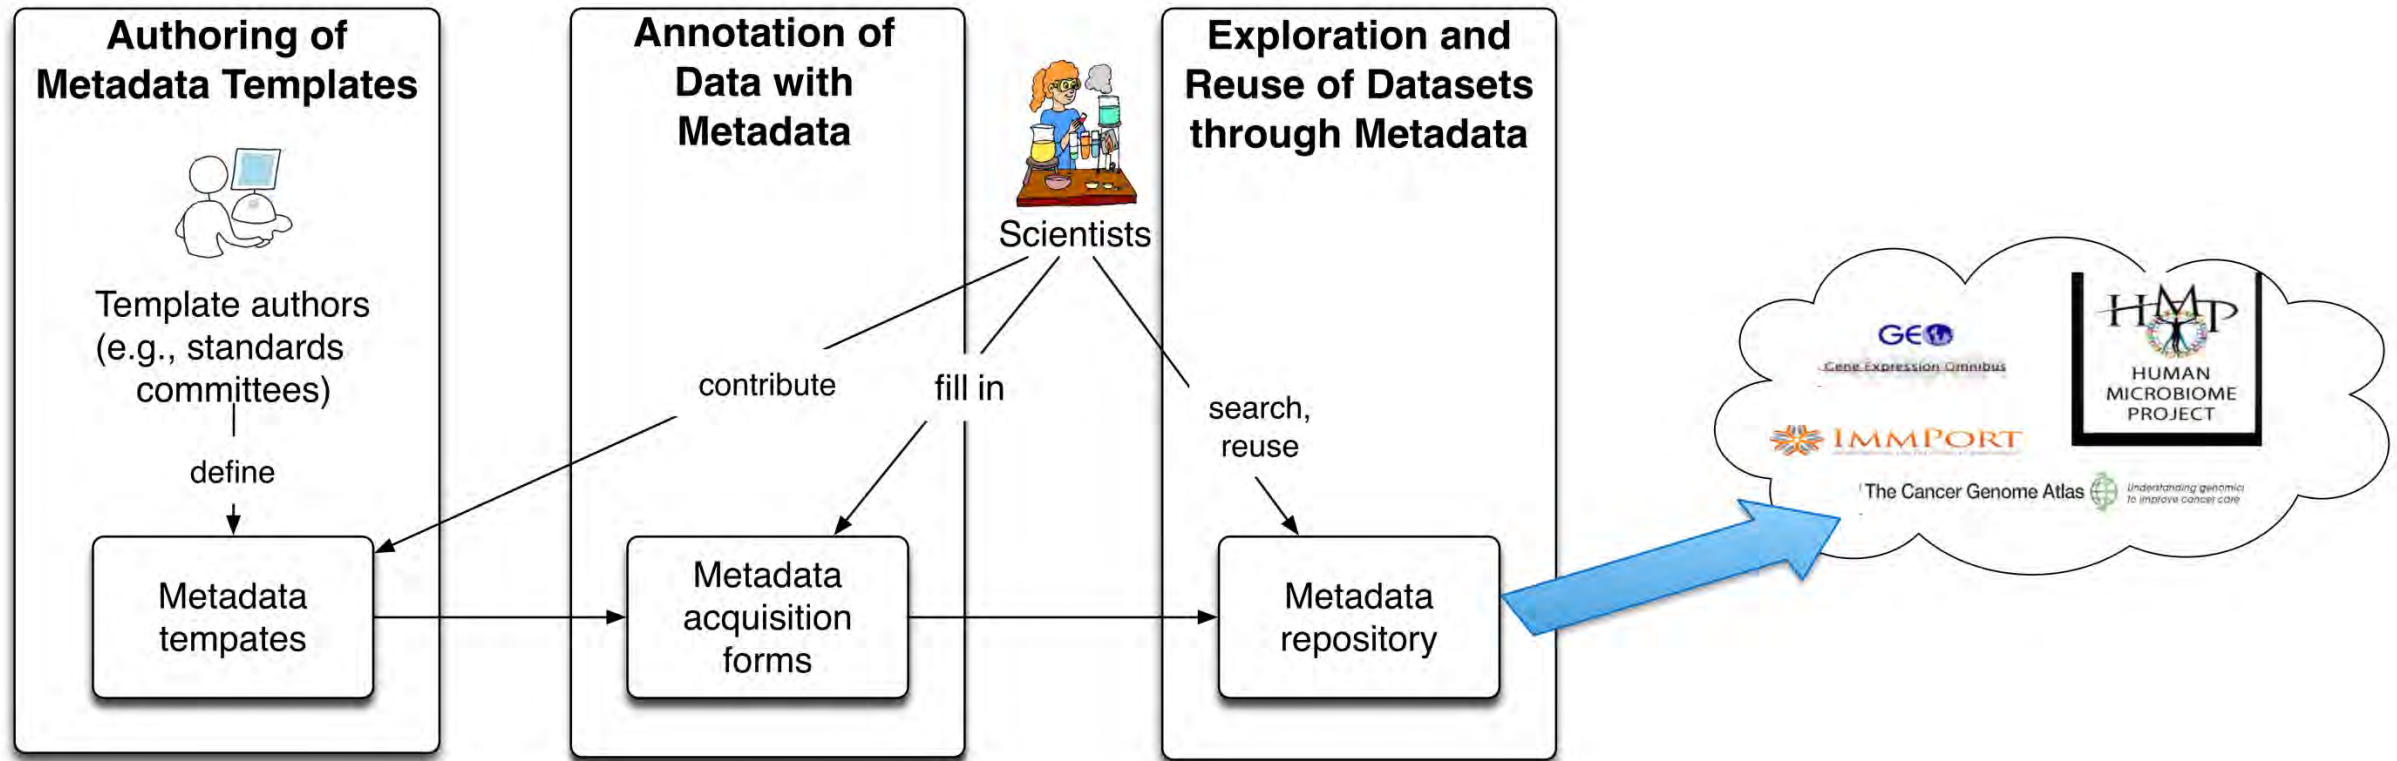 Authoring of
Metadata Templates
Template authors
(e.g., standards
committees)
define
Metadata
tempates
Annotation of
Data with
Metadata
Scientists
contribute
fill in
search,
reuse
Metadata
acquisition
forms
Exploration and
Reuse of Datasets
through Metadata
Metadata
repository
GEO
Gene Expression Omnibus
HMP
HUMAN
MICROBIOME
PROJECT
IMMPORT
The Cancer Genome Atlas
Understanding genomics
to improve cancer care